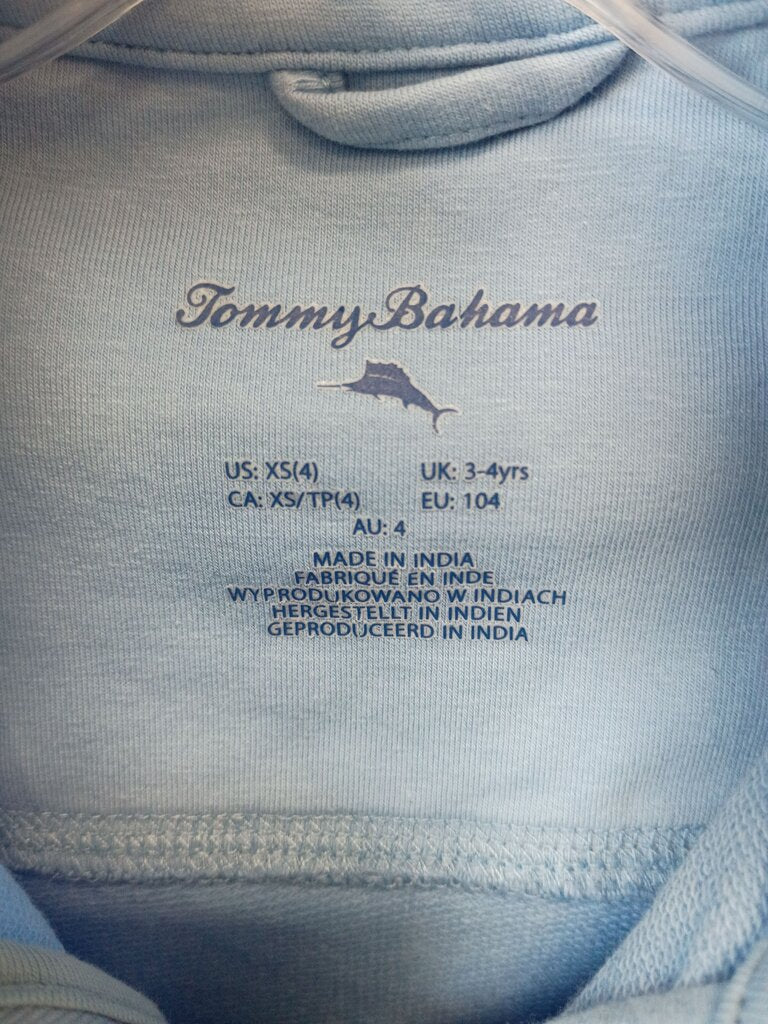 Tommy Bahama
US: XS(4) UK: 3-4yrs
CA: XS/TP(4) EU: 104
AU: 4
MADE IN INDIA
FABRIQUÉ EN INDE
WYPRODUKOWANO W INDIACH
HERGESTELLT IN INDIEN
GEPRODUCEERD IN INDIA